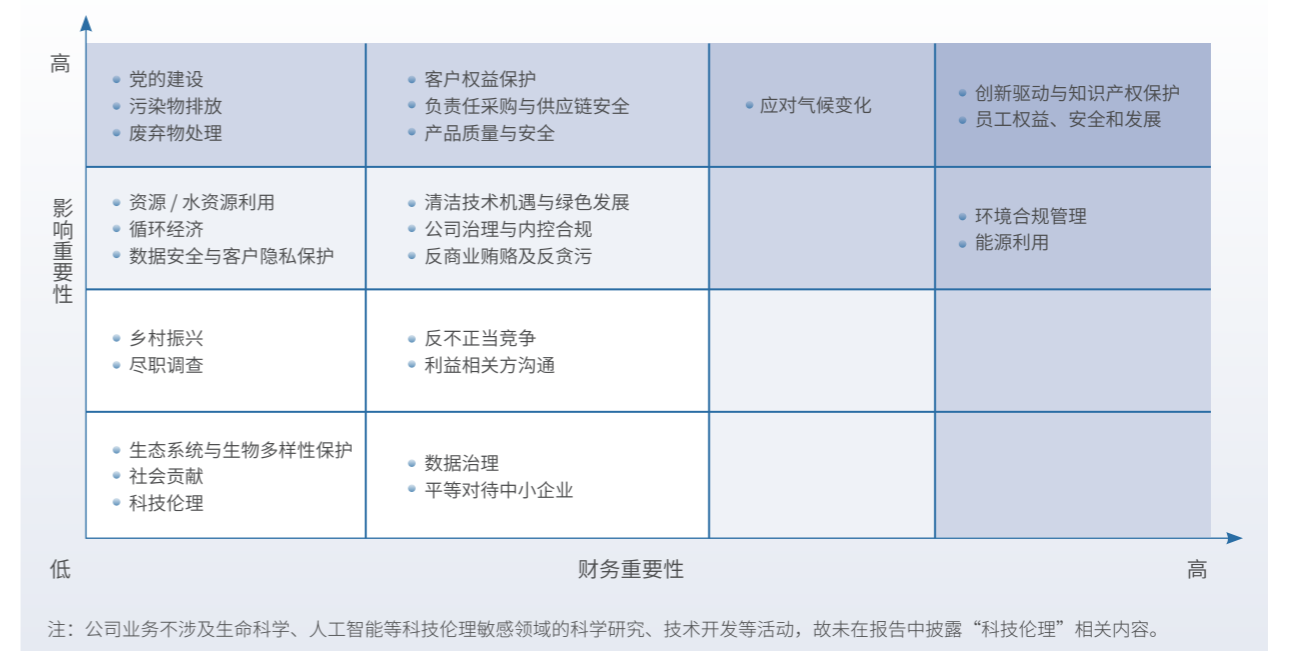 高
党的建设
污染物排放
废弃物处理
客户权益保护
负责任采购与供应链安全
产品质量与安全
应对气候变化
创新驱动与知识产权保护
员工权益、安全和发展
影响重要性
资源 / 水资源利用
循环经济
数据安全与客户隐私保护
清洁技术机遇与绿色发展
公司治理与内控合规
反商业贿赂及反贪污
环境合规管理
能源利用
乡村振兴
尽职调查
反不正当竞争
利益相关方沟通
生态系统与生物多样性保护
社会贡献
科技伦理
数据治理
平等对待中小企业
低
财务重要性
高
注：公司业务不涉及生命科学、人工智能等科技伦理敏感领域的科学研究、技术开发等活动，故未在报告中披露“科技伦理”相关内容。